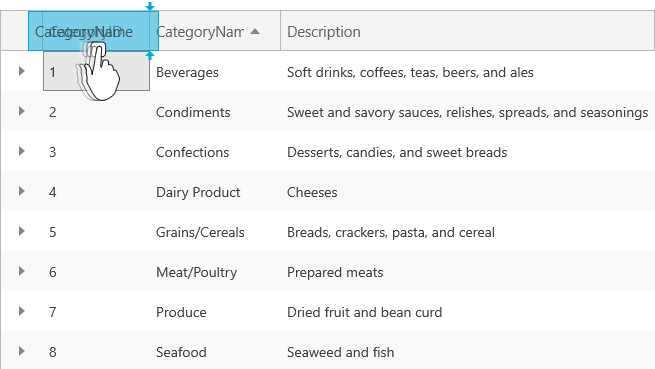 CategoryName CategoryID CategoryNam Description
1 Beverages Soft drinks, coffees, teas, beers, and ales
2 Condiments Sweet and savory sauces, relishes, spreads, and seasonings
3 Confections Desserts, candies, and sweet breads
4 Dairy Product Cheeses
5 Grains/Cereals Breads, crackers, pasta, and cereal
6 Meat/Poultry Prepared meats
7 Produce Dried fruit and bean curd
8 Seafood Seaweed and fish